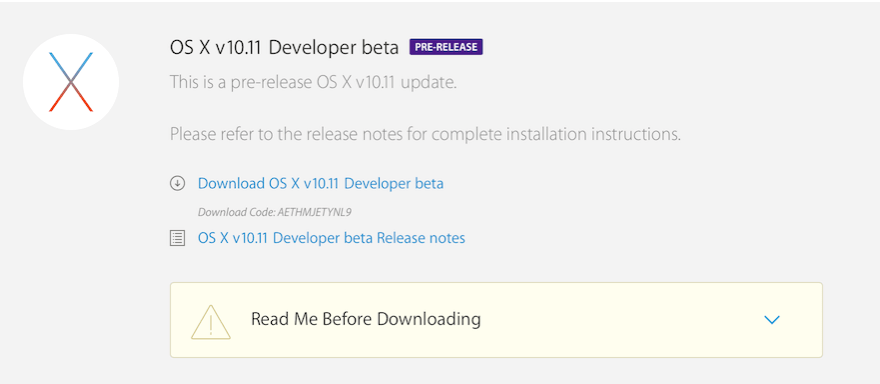 OS X v10.11 Developer beta PRE-RELEASE
This is a pre-release OS X v10.11 update.
Please refer to the release notes for complete installation instructions.
Download OS X v10.11 Developer beta
Download Code: AETHMJETYNL9
OS X v10.11 Developer beta Release notes
Read Me Before Downloading